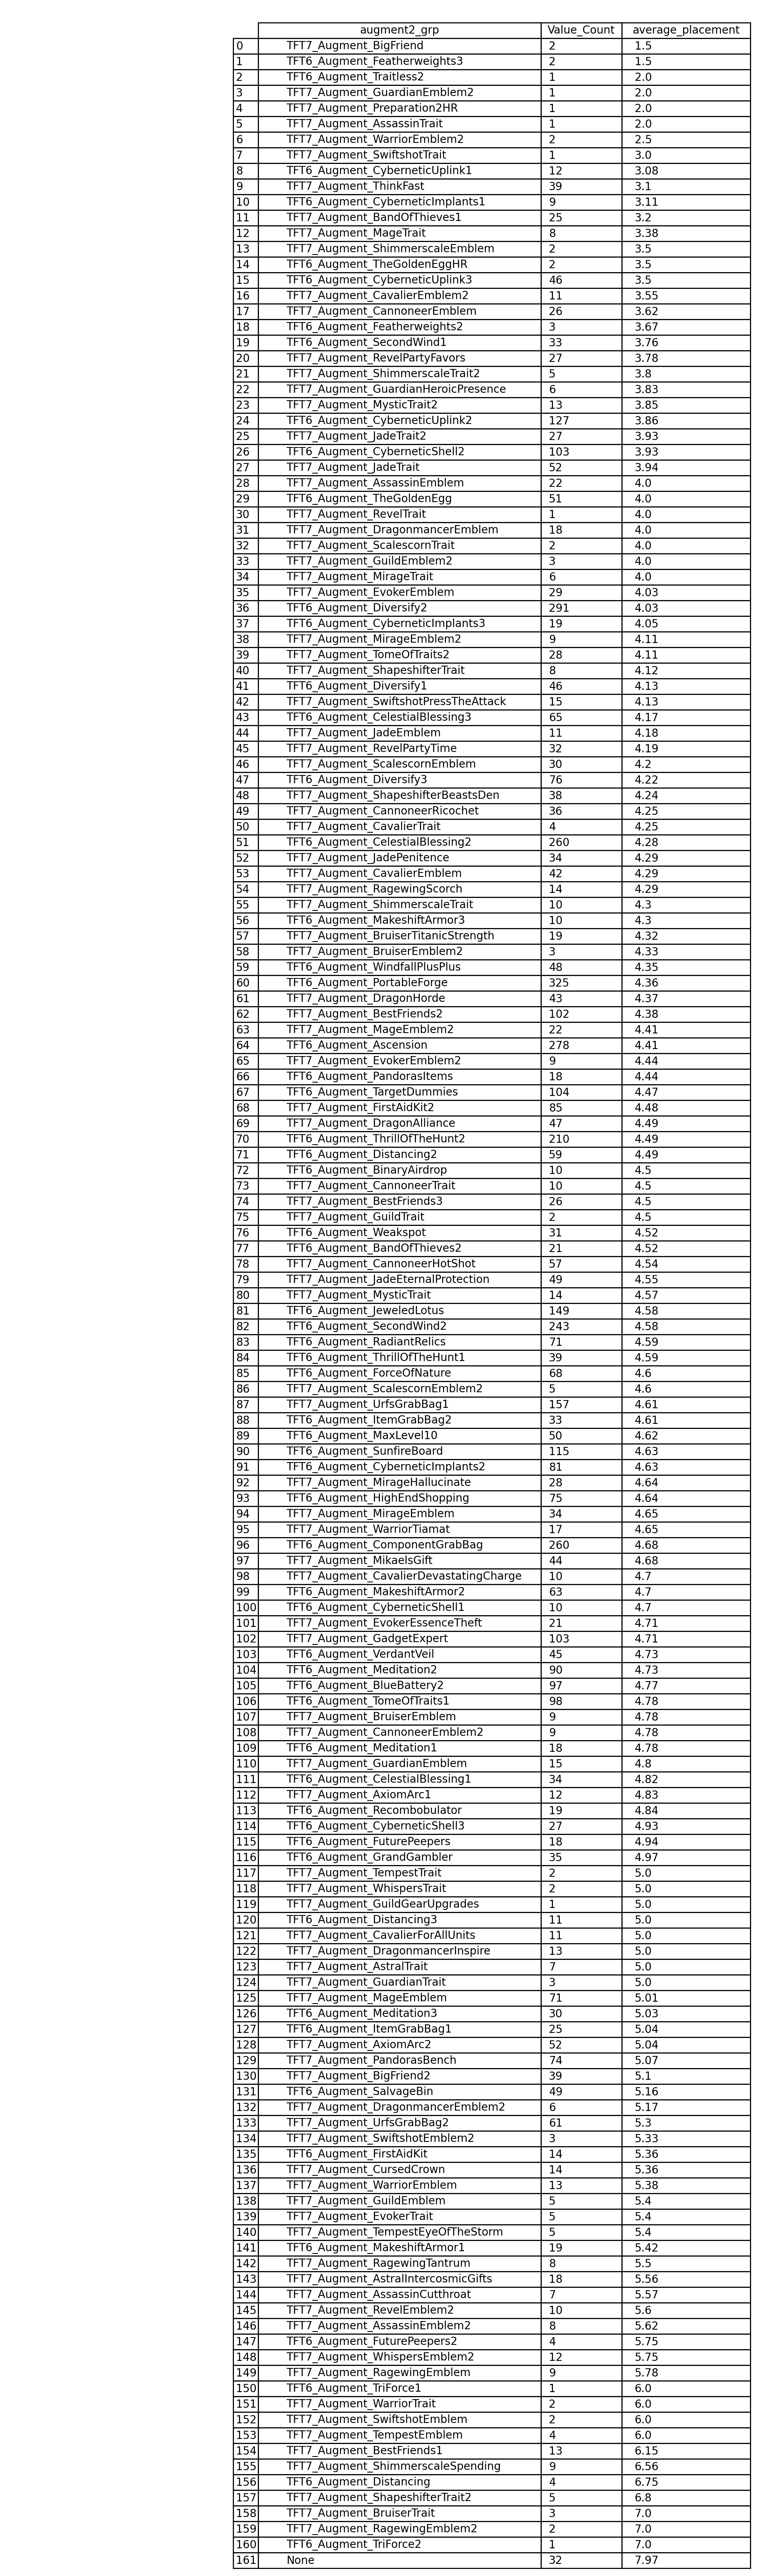 augment2_grp Value_Count average_placement
0 TFT7_Augment_BigFriend 2 1.5
1 TFT6_Augment_Featherweights3 2 1.5
2 TFT6_Augment_Traitless2 1 2.0
3 TFT7_Augment_GuardianEmblem2 1 2.0
4 TFT7_Augment_Preparation2HR 1 2.0
5 TFT7_Augment_AssassinTrait 1 2.0
6 TFT7_Augment_WarriorEmblem2 2 2.5
7 TFT7_Augment_SwiftshotTrait 1 3.0
8 TFT6_Augment_CyberneticUplink1 12 3.08
9 TFT7_Augment_ThinkFast 39 3.1
10 TFT6_Augment_CyberneticImplants1 9 3.11
11 TFT7_Augment_BandOfThieves1 25 3.2
12 TFT7_Augment_MageTrait 8 3.38
13 TFT7_Augment_ShimmerscaleEmblem 2 3.5
14 TFT6_Augment_TheGoldenEggHR 2 3.5
15 TFT6_Augment_CyberneticUplink3 46 3.5
16 TFT7_Augment_CavalierEmblem2 11 3.55
17 TFT7_Augment_CannoneerEmblem 26 3.62
18 TFT6_Augment_Featherweights2 3 3.67
19 TFT6_Augment_SecondWind1 33 3.76
20 TFT7_Augment_RevelPartyFavors 27 3.78
21 TFT7_Augment_ShimmerscaleTrait2 5 3.8
22 TFT7_Augment_GuardianHeroicPresence 6 3.83
23 TFT7_Augment_MysticTrait2 13 3.85
24 TFT6_Augment_CyberneticUplink2 127 3.86
25 TFT7_Augment_JadeTrait2 27 3.93
26 TFT6_Augment_CyberneticShell2 103 3.93
27 TFT7_Augment_JadeTrait 52 3.94
28 TFT7_Augment_AssassinEmblem 22 4.0
29 TFT6_Augment_TheGoldenEgg 51 4.0
30 TFT7_Augment_RevelTrait 1 4.0
31 TFT7_Augment_DragonmancerEmblem 18 4.0
32 TFT7_Augment_ScalescornTrait 2 4.0
33 TFT7_Augment_GuildEmblem2 3 4.0
34 TFT7_Augment_MirageTrait 6 4.0
35 TFT7_Augment_EvokerEmblem 29 4.03
36 TFT6_Augment_Diversify2 291 4.03
37 TFT6_Augment_CyberneticImplants3 19 4.05
38 TFT7_Augment_MirageEmblem2 9 4.11
39 TFT7_Augment_TomeOfTraits2 28 4.11
40 TFT7_Augment_ShapeshifterTrait 8 4.12
41 TFT6_Augment_Diversify1 46 4.13
42 TFT7_Augment_SwiftshotPressTheAttack 15 4.13
43 TFT6_Augment_CelestialBlessing3 65 4.17
44 TFT7_Augment_JadeEmblem 11 4.18
45 TFT7_Augment_RevelPartyTime 32 4.19
46 TFT7_Augment_ScalescornEmblem 30 4.2
47 TFT6_Augment_Diversify3 76 4.22
48 TFT7_Augment_ShapeshifterBeastsDen 38 4.24
49 TFT7_Augment_CannoneerRicochet 36 4.25
50 TFT7_Augment_CavalierTrait 4 4.25
51 TFT6_Augment_CelestialBlessing2 260 4.28
52 TFT7_Augment_JadePenitence 34 4.29
53 TFT7_Augment_CavalierEmblem 42 4.29
54 TFT7_Augment_RagewingScorch 14 4.29
55 TFT7_Augment_ShimmerscaleTrait 10 4.3
56 TFT6_Augment_MakeshiftArmor3 10 4.3
57 TFT7_Augment_BruiserTitanicStrength 19 4.32
58 TFT7_Augment_BruiserEmblem2 3 4.33
59 TFT6_Augment_WindfallPlusPlus 48 4.35
60 TFT6_Augment_PortableForge 325 4.36
61 TFT7_Augment_DragonHorde 43 4.37
62 TFT7_Augment_BestFriends2 102 4.38
63 TFT7_Augment_MageEmblem2 22 4.41
64 TFT6_Augment_Ascension 278 4.41
65 TFT7_Augment_EvokerEmblem2 9 4.44
66 TFT6_Augment_PandorasItems 18 4.44
67 TFT6_Augment_TargetDummies 104 4.47
68 TFT7_Augment_FirstAidKit2 85 4.48
69 TFT7_Augment_DragonAlliance 47 4.49
70 TFT6_Augment_ThrillOfTheHunt2 210 4.49
71 TFT6_Augment_Distancing2 59 4.49
72 TFT6_Augment_BinaryAirdrop 10 4.5
73 TFT7_Augment_CannoneerTrait 10 4.5
74 TFT7_Augment_BestFriends3 26 4.5
75 TFT7_Augment_GuildTrait 2 4.5
76 TFT6_Augment_Weakspot 31 4.52
77 TFT6_Augment_BandOfThieves2 21 4.52
78 TFT7_Augment_CannoneerHotShot 57 4.54
79 TFT7_Augment_JadeEternalProtection 49 4.55
80 TFT7_Augment_MysticTrait 14 4.57
81 TFT6_Augment_JeweledLotus 149 4.58
82 TFT6_Augment_SecondWind2 243 4.58
83 TFT6_Augment_RadiantRelics 71 4.59
84 TFT6_Augment_ThrillOfTheHunt1 39 4.59
85 TFT6_Augment_ForceOfNature 68 4.6
86 TFT7_Augment_ScalescornEmblem2 5 4.6
87 TFT7_Augment_UrfsGrabBag1 157 4.61
88 TFT6_Augment_ItemGrabBag2 33 4.61
89 TFT6_Augment_MaxLevel10 50 4.62
90 TFT6_Augment_SunfireBoard 115 4.63
91 TFT6_Augment_CyberneticImplants2 81 4.63
92 TFT7_Augment_MirageHallucinate 28 4.64
93 TFT6_Augment_HighEndShopping 75 4.64
94 TFT7_Augment_MirageEmblem 34 4.65
95 TFT7_Augment_WarriorTiamat 17 4.65
96 TFT6_Augment_ComponentGrabBag 260 4.68
97 TFT7_Augment_MikaelsGift 44 4.68
98 TFT7_Augment_CavalierDevastatingCharge 10 4.7
99 TFT6_Augment_MakeshiftArmor2 63 4.7
100 TFT6_Augment_CyberneticShell1 10 4.7
101 TFT7_Augment_EvokerEssenceTheft 21 4.71
102 TFT7_Augment_GadgetExpert 103 4.71
103 TFT6_Augment_VerdantVeil 45 4.73
104 TFT6_Augment_Meditation2 90 4.73
105 TFT6_Augment_BlueBattery2 97 4.77
106 TFT6_Augment_TomeOfTraits1 98 4.78
107 TFT7_Augment_BruiserEmblem 9 4.78
108 TFT7_Augment_CannoneerEmblem2 9 4.78
109 TFT6_Augment_Meditation1 18 4.78
110 TFT7_Augment_GuardianEmblem 15 4.8
111 TFT6_Augment_CelestialBlessing1 34 4.82
112 TFT7_Augment_AxiomArc1 12 4.83
113 TFT6_Augment_Recombobulator 19 4.84
114 TFT6_Augment_CyberneticShell3 27 4.93
115 TFT6_Augment_FuturePeepers 18 4.94
116 TFT6_Augment_GrandGambler 35 4.97
117 TFT7_Augment_TempestTrait 2 5.0
118 TFT7_Augment_WhispersTrait 2 5.0
119 TFT7_Augment_GuildGearUpgrades 1 5.0
120 TFT6_Augment_Distancing3 11 5.0
121 TFT7_Augment_CavalierForAllUnits 11 5.0
122 TFT7_Augment_DragonmancerInspire 13 5.0
123 TFT7_Augment_AstralTrait 7 5.0
124 TFT7_Augment_GuardianTrait 3 5.0
125 TFT7_Augment_MageEmblem 71 5.01
126 TFT6_Augment_Meditation3 30 5.03
127 TFT6_Augment_ItemGrabBag1 25 5.04
128 TFT7_Augment_AxiomArc2 52 5.04
129 TFT7_Augment_PandorasBench 74 5.07
130 TFT7_Augment_BigFriend2 39 5.1
131 TFT6_Augment_SalvageBin 49 5.16
132 TFT7_Augment_DragonmancerEmblem2 6 5.17
133 TFT7_Augment_UrfsGrabBag2 61 5.3
134 TFT7_Augment_SwiftshotEmblem2 3 5.33
135 TFT6_Augment_FirstAidKit 14 5.36
136 TFT7_Augment_CursedCrown 14 5.36
137 TFT7_Augment_WarriorEmblem 13 5.38
138 TFT7_Augment_GuildEmblem 5 5.4
139 TFT7_Augment_EvokerTrait 5 5.4
140 TFT7_Augment_TempestEyeOfTheStorm 5 5.4
141 TFT6_Augment_MakeshiftArmor1 19 5.42
142 TFT7_Augment_RagewingTantrum 8 5.5
143 TFT7_Augment_AstralIntercosmicGifts 18 5.56
144 TFT7_Augment_AssassinCutthroat 7 5.57
145 TFT7_Augment_RevelEmblem2 10 5.6
146 TFT7_Augment_AssassinEmblem2 8 5.62
147 TFT6_Augment_FuturePeepers2 4 5.75
148 TFT7_Augment_WhispersEmblem2 12 5.75
149 TFT7_Augment_RagewingEmblem 9 5.78
150 TFT6_Augment_TriForce1 1 6.0
151 TFT7_Augment_WarriorTrait 2 6.0
152 TFT7_Augment_SwiftshotEmblem 2 6.0
153 TFT7_Augment_TempestEmblem 4 6.0
154 TFT7_Augment_BestFriends1 13 6.15
155 TFT7_Augment_ShimmerscaleSpending 9 6.56
156 TFT6_Augment_Distancing 4 6.75
157 TFT7_Augment_ShapeshifterTrait2 5 6.8
158 TFT7_Augment_BruiserTrait 3 7.0
159 TFT7_Augment_RagewingEmblem2 2 7.0
160 TFT6_Augment_TriForce2 1 7.0
161 None 32 7.97